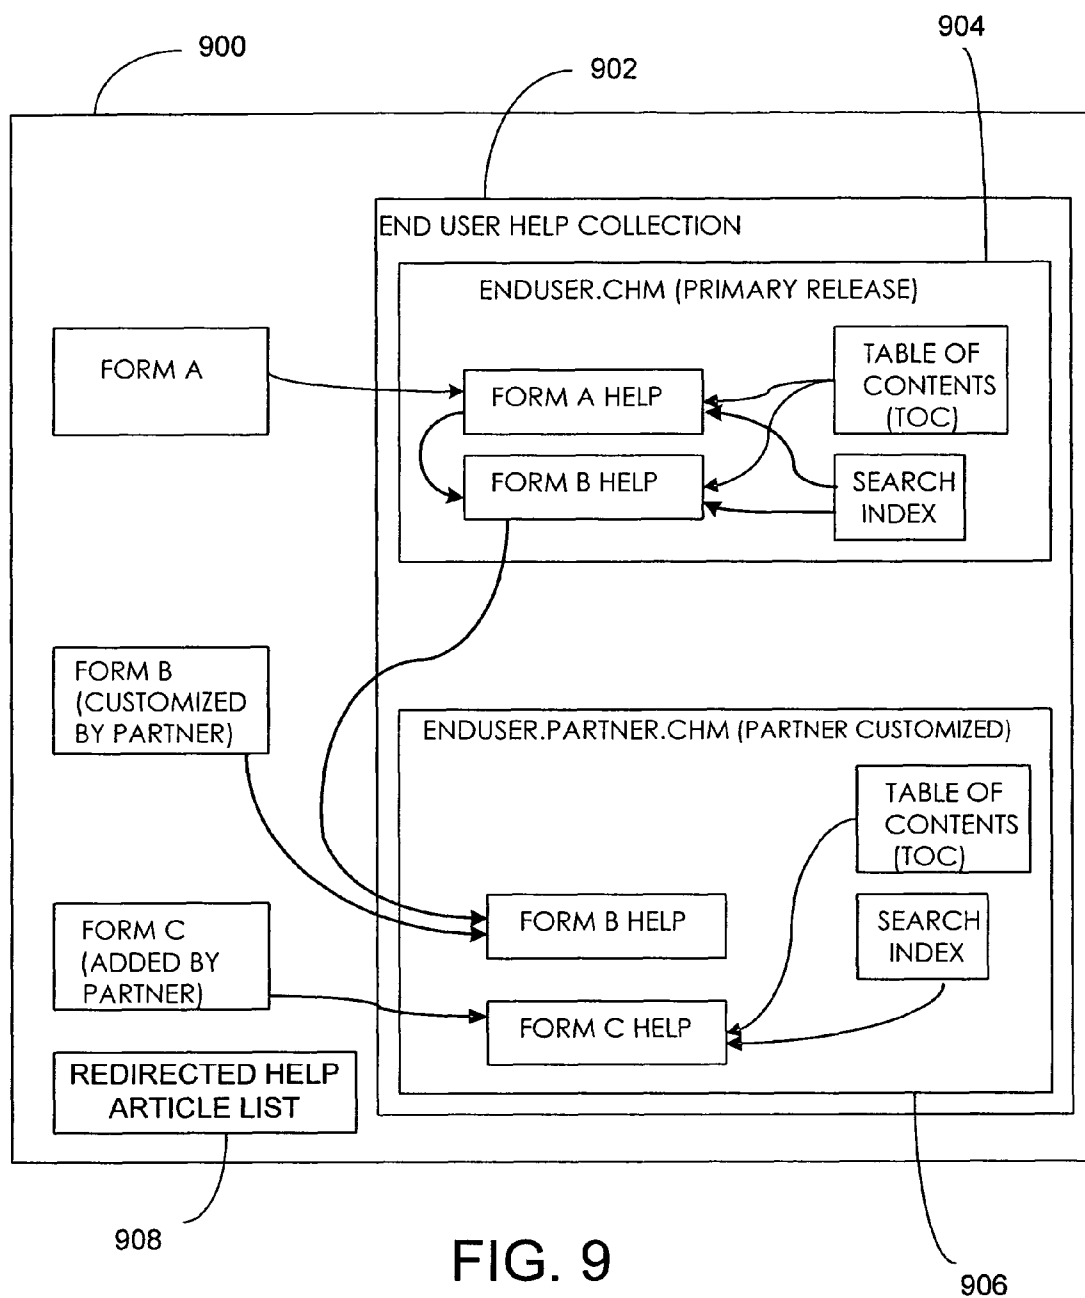 900
902
904
END USER HELP COLLECTION
ENDUSER.CHM (PRIMARY RELEASE)
FORM A
FORM A HELP
TABLE OF
CONTENTS
(TOC)
FORM B HELP
SEARCH
INDEX
FORM B
(CUSTOMIZED
BY PARTNER)
ENDUSER.PARTNER.CHM (PARTNER CUSTOMIZED)
TABLE OF
CONTENTS
(TOC)
FORM B HELP
SEARCH
INDEX
FORM C
(ADDED BY
PARTNER)
FORM C HELP
REDIRECTED HELP
ARTICLE LIST
908
FIG. 9
906